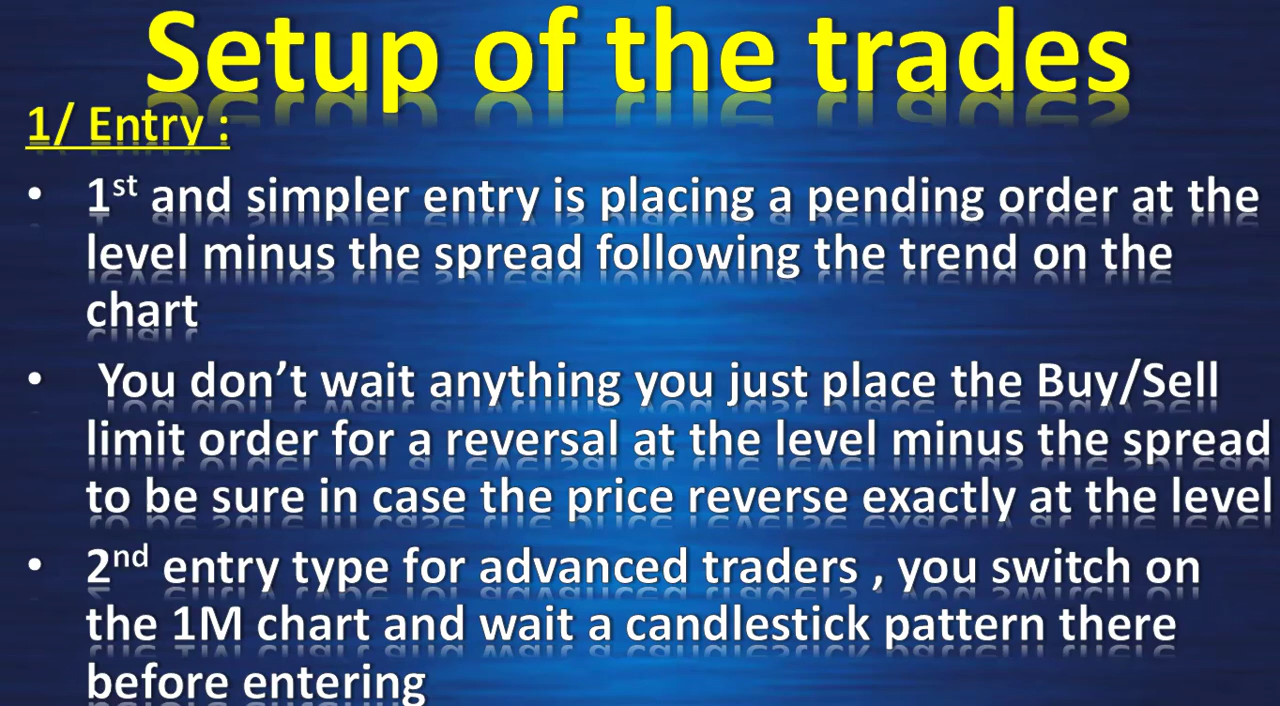 Setup of the trades
1/ Entry :
• 1st and simpler entry is placing a pending order at the
level minus the spread following the trend on the
chart
• You don't wait anything you just place the Buy/Sell
limit order for a reversal at the level minus the spread
to be sure in case the price reverse exactly at the level
• 2nd entry type for advanced traders , you switch on
the 1M chart and wait a candlestick pattern there
before entering